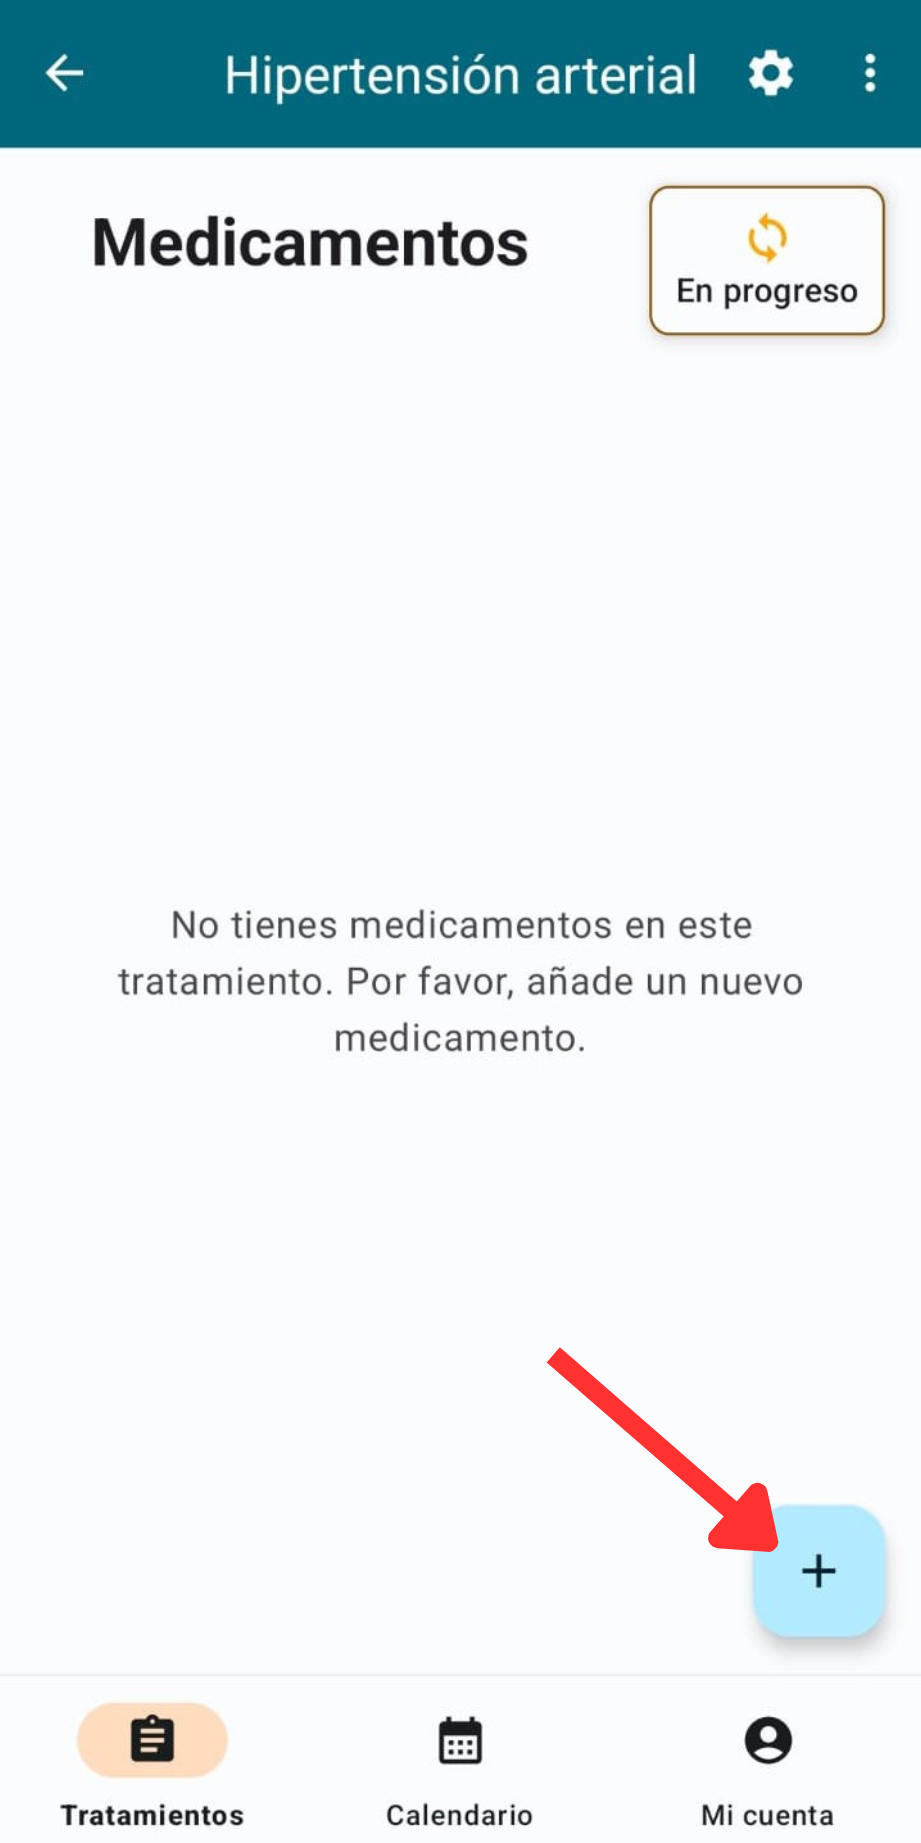 Hipertensión arterial
Medicamentos
En progreso
No tienes medicamentos en este
tratamiento. Por favor, añade un nuevo
medicamento.
+
Tratamientos
Calendario
Mi cuenta